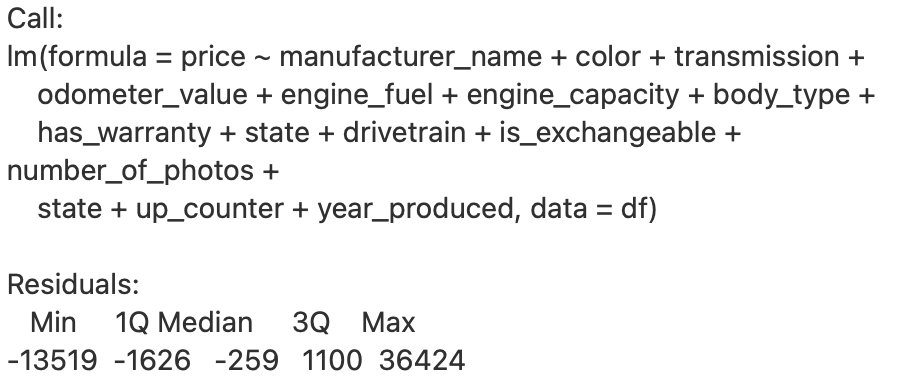 Call:
lm(formula = price ~ manufacturer_name + color + transmission +
odometer_value + engine_fuel + engine_capacity + body_type +
has_warranty + state + drivetrain + is_exchangeable +
number_of_photos +
state + up_counter + year_produced, data = df)
Residuals:
Min 1Q Median 3Q Max
-13519 -1626 -259 1100 36424